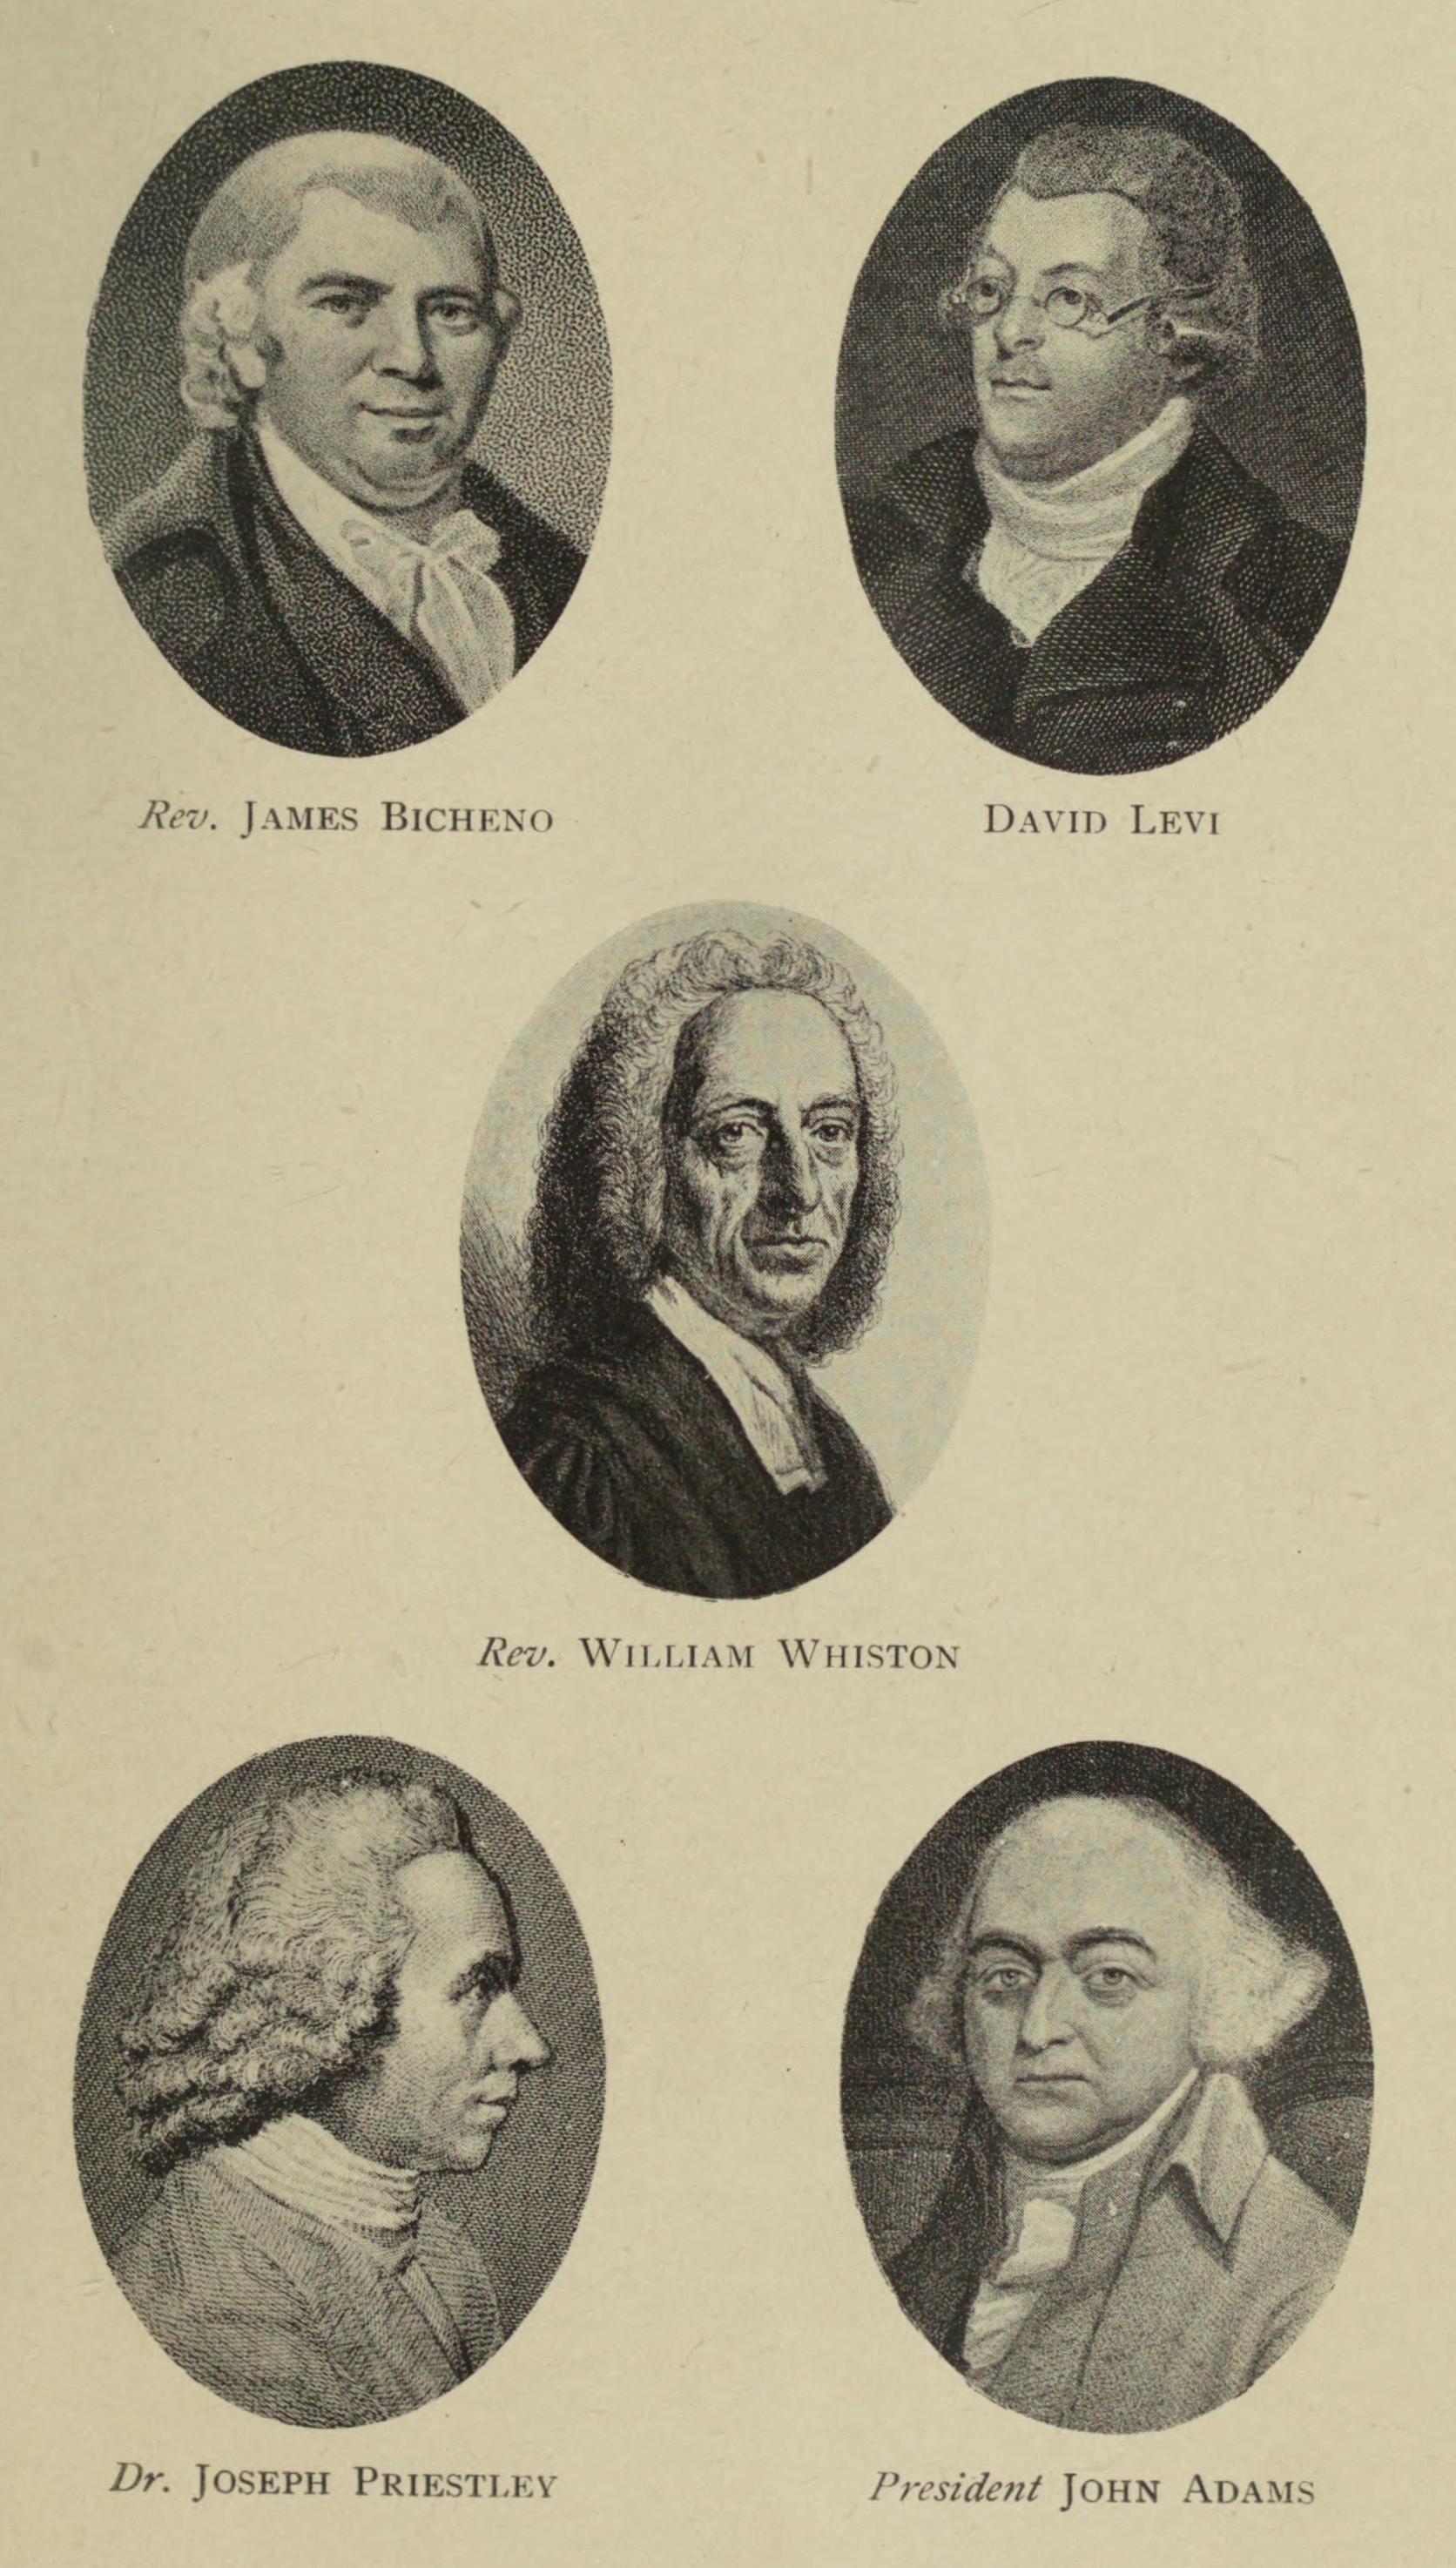 Rev. JAMES BICHENO
DAVID LEVI
Rev. WILLIAM WHISTON
Dr. JOSEPH PRIESTLEY
President JOHN ADAMS